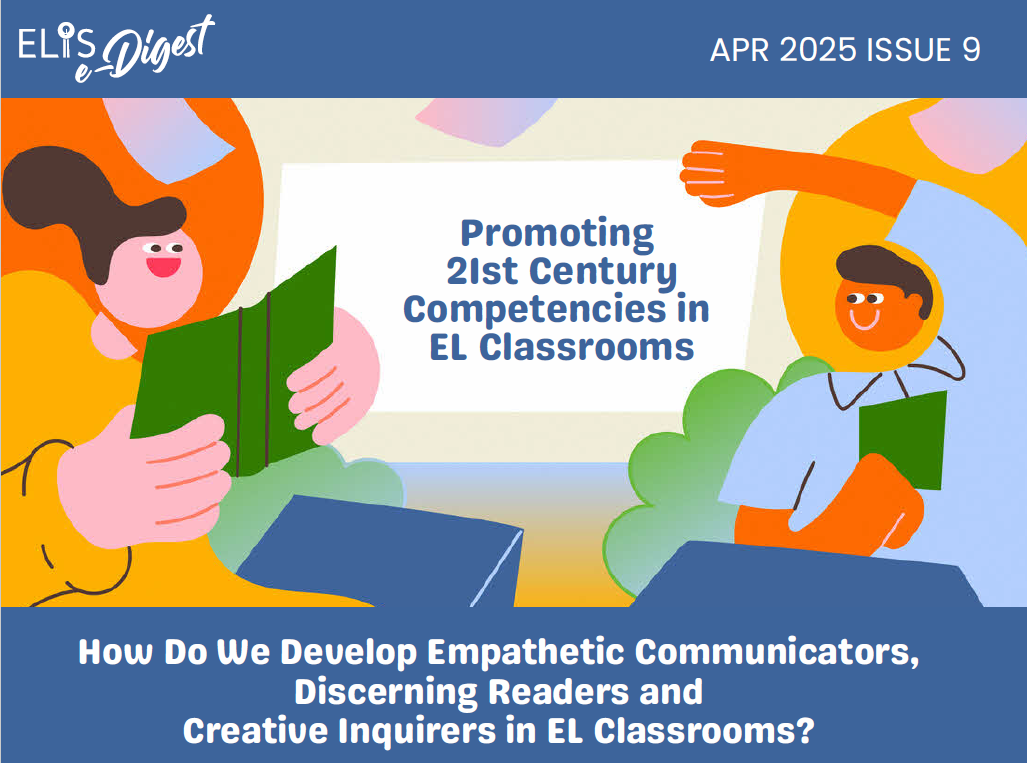 ELIS
e-Digest
APR 2025 ISSUE 9
Promoting
21st Century
Competencies in
EL Classrooms
How Do We Develop Empathetic Communicators,
Discerning Readers and
Creative Inquirers in EL Classrooms?